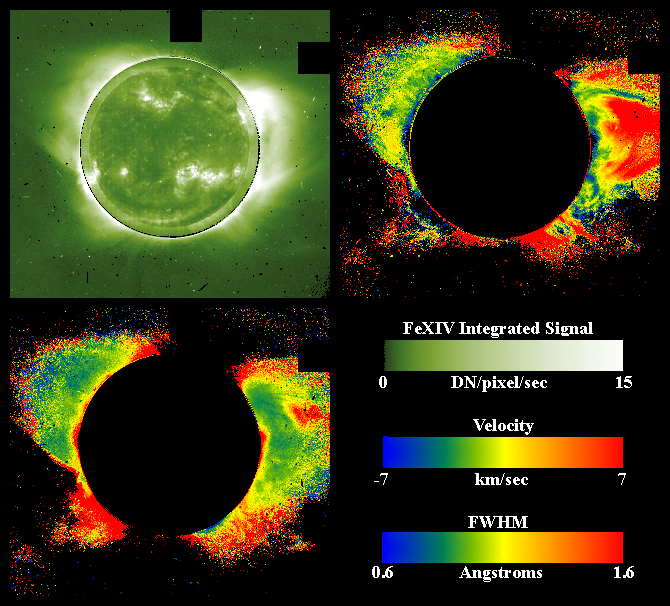 FeXIV Integrated Signal
0 DN/pixel/sec 15
Velocity
-7 km/sec 7
FWHM
0.6 Angstroms 1.6